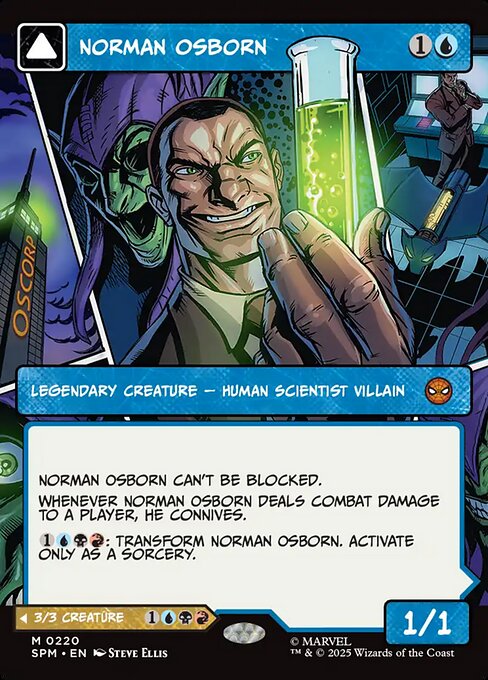 NORMAN OSBORN 1
OSCORP
LEGENDARY CREATURE – HUMAN SCIENTIST VILLAIN
NORMAN OSBORN CAN'T BE BLOCKED.
WHENEVER NORMAN OSBORN DEALS COMBAT DAMAGE
TO A PLAYER, HE CONNIVES.
1: TRANSFORM NORMAN OSBORN. ACTIVATE
ONLY AS A SORCERY.
3/3 CREATURE 1
1/1
M 0220
SPM • EN STEVE ELLIS
© MARVEL
™ & © 2025 Wizards of the Coast